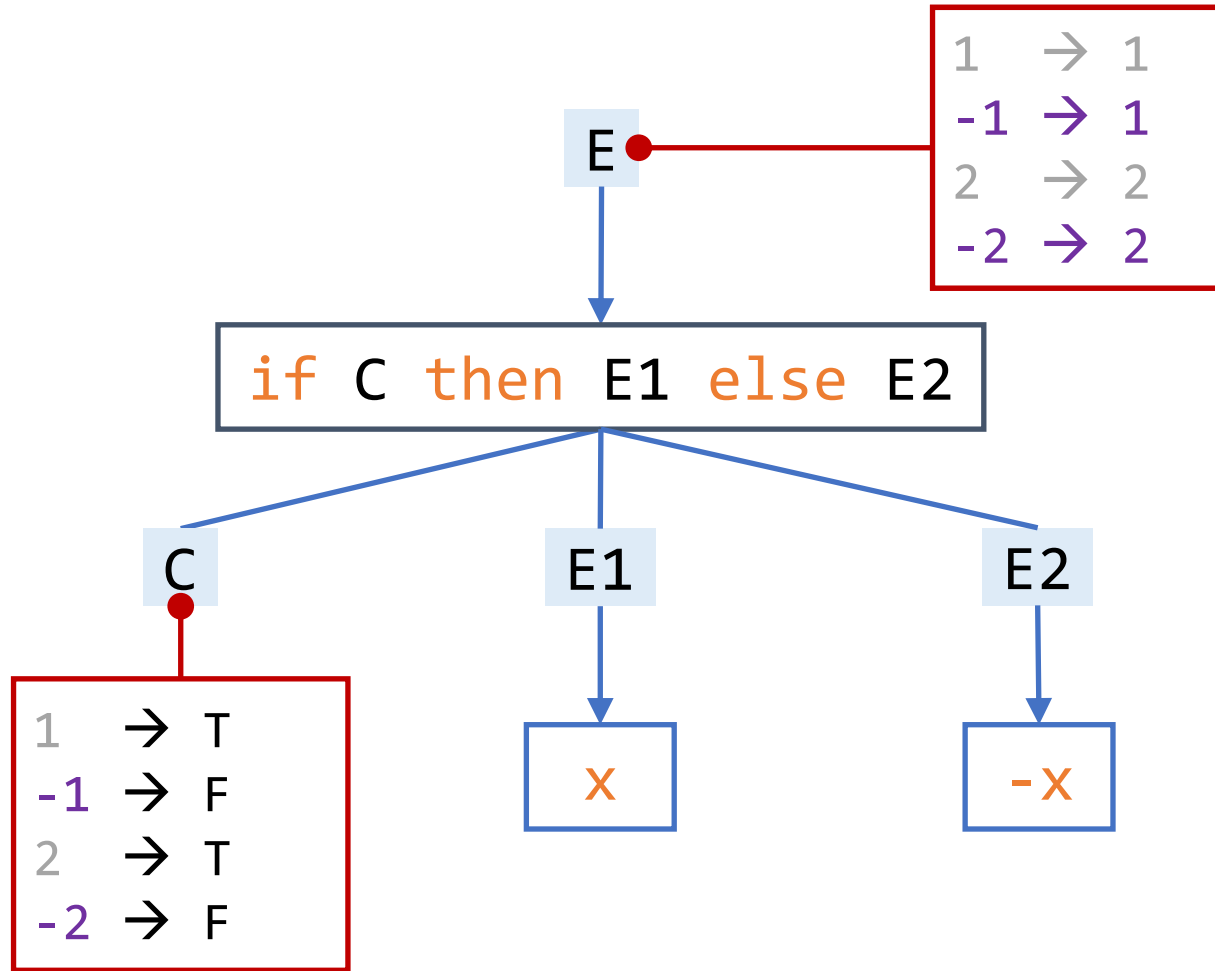 1 → 1
-1 → 1
2 → 2
-2 → 2
E
if C then E1 else E2
C
E1
E2
1 → T
-1 → F
2 → T
-2 → F
x
-x